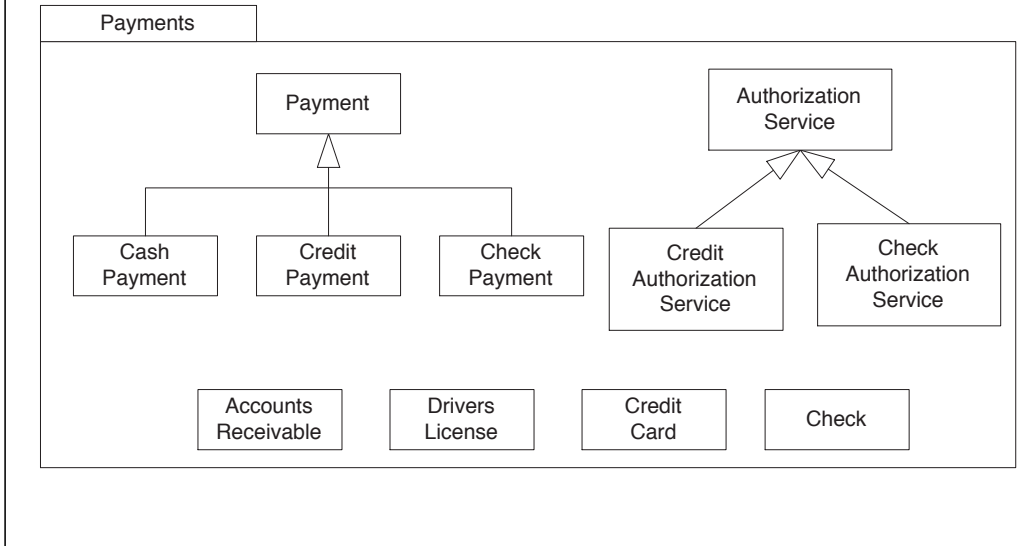 Payments
Payment
Authorization
Service
Cash
Payment
Credit
Payment
Check
Payment
Credit
Authorization
Service
Check
Authorization
Service
Accounts
Receivable
Drivers
License
Credit
Card
Check